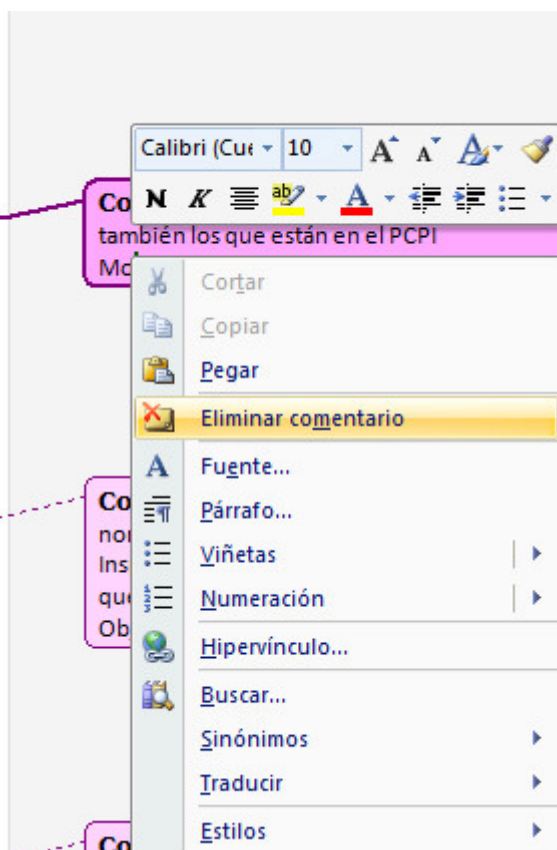 Calibri (Cue 10
A A A
N K ab A
Co
también los que están en el PCPI
Mo
Cortar
Copiar
Pegar
Eliminar comentario
A Fuente...
Párrafo...
Viñetas
Numeración
Hipervínculo...
Buscar...
Sinónimos
Traducir
Estilos
Co
nor
Ins
que
Ob
Co